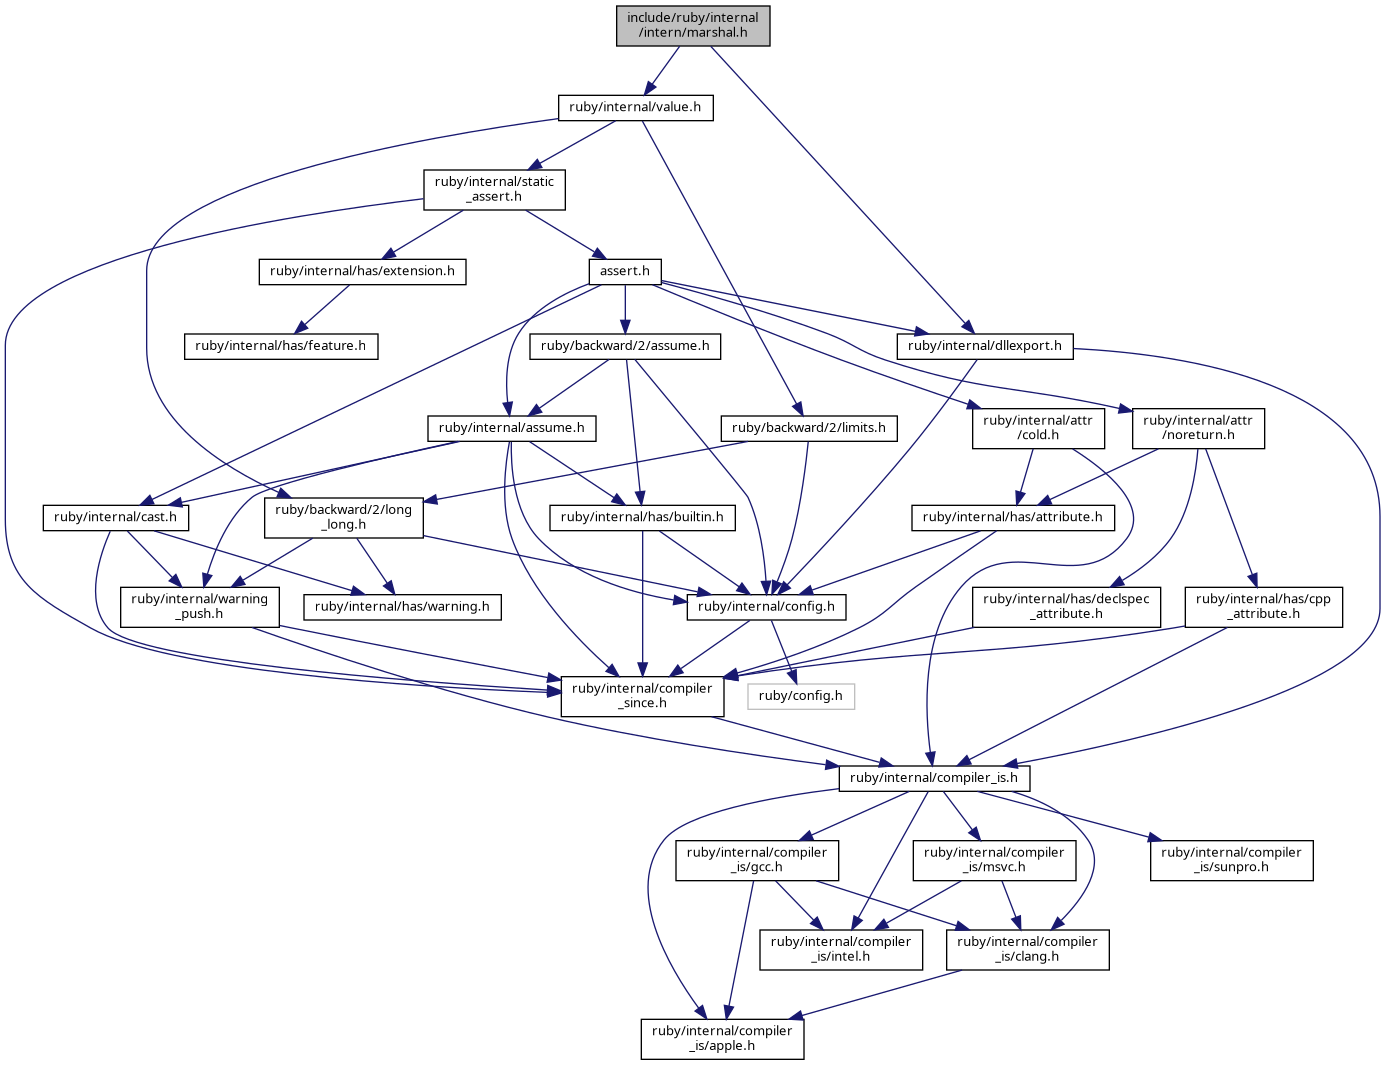 include/ruby/internal
/intern/marshal.h
ruby/internal/value.h
ruby/internal/static
_assert.h
ruby/internal/has/extension.h
assert.h
ruby/internal/has/feature.h
ruby/backward/2/assume.h
ruby/internal/dllexport.h
ruby/internal/assume.h
ruby/backward/2/limits.h
ruby/internal/attr
/cold.h
ruby/internal/attr
/noreturn.h
ruby/internal/cast.h
ruby/backward/2/long
_long.h
ruby/internal/has/builtin.h
ruby/internal/has/attribute.h
ruby/internal/warning
_push.h
ruby/internal/has/warning.h
ruby/internal/config.h
ruby/internal/has/declspec
_attribute.h
ruby/internal/has/cpp
_attribute.h
ruby/internal/compiler
_since.h
ruby/config.h
ruby/internal/compiler_is.h
ruby/internal/compiler
_is/gcc.h
ruby/internal/compiler
_is/msvc.h
ruby/internal/compiler
_is/sunpro.h
ruby/internal/compiler
_is/intel.h
ruby/internal/compiler
_is/clang.h
ruby/internal/compiler
_is/apple.h